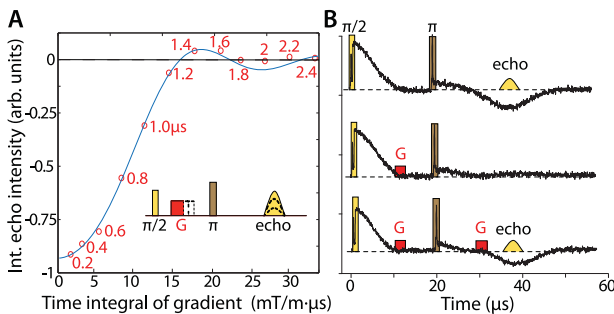 A
B
0
-0.25
-0.5
-0.75
-1
Int. echo intensity (arb. units)
0.2
0.4
0.6
0.8
1.0μs
1.2
1.4
1.6
1.8
2
2.2
2.4
π/2
G
π
echo
0
5
10
15
20
25
30
Time integral of gradient (mT/m·μs)
π/2
π
echo
G
G
G
echo
0
20
40
60
Time (μs)